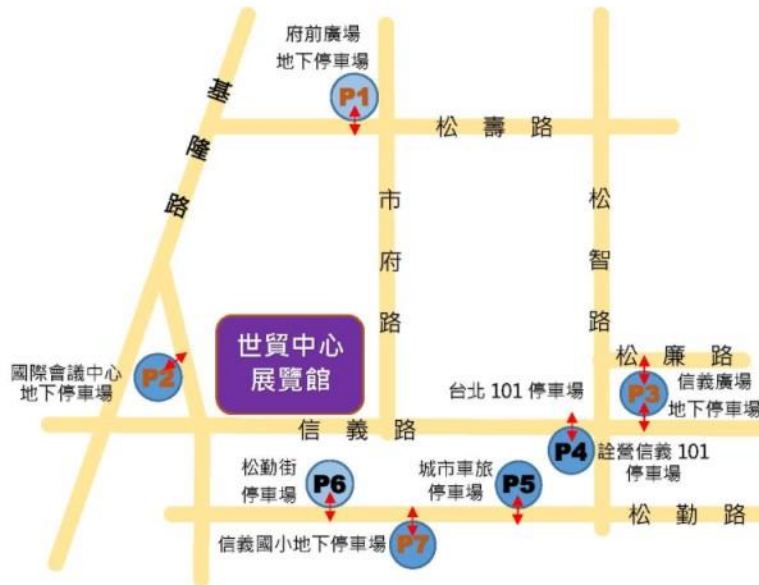 府前廣場
地下停車場
P1
基隆路
松壽路
市府路
松智路
世貿中心
展覽館
松廉路
國際會議中心
地下停車場
P2
台北 101 停車場
P3
信義廣場
地下停車場
信義路
P4
詮營信義 101
停車場
松勤街
停車場
P6
城市車旅
停車場
P5
松勤路
信義國小地下停車場
P7